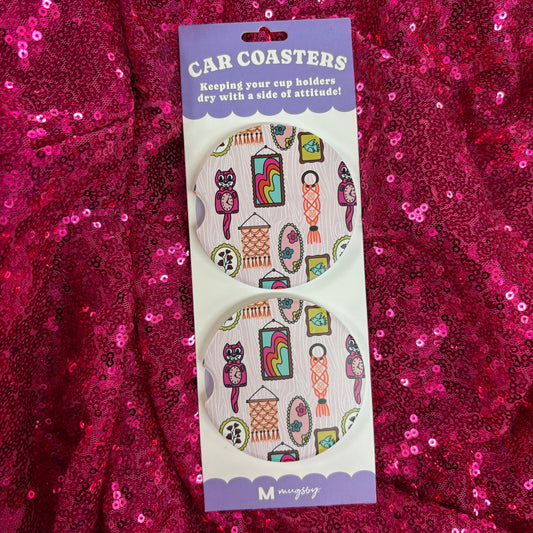 CAR COASTERS
Keeping your cup holders
dry with a side of attitude!
M mugsby